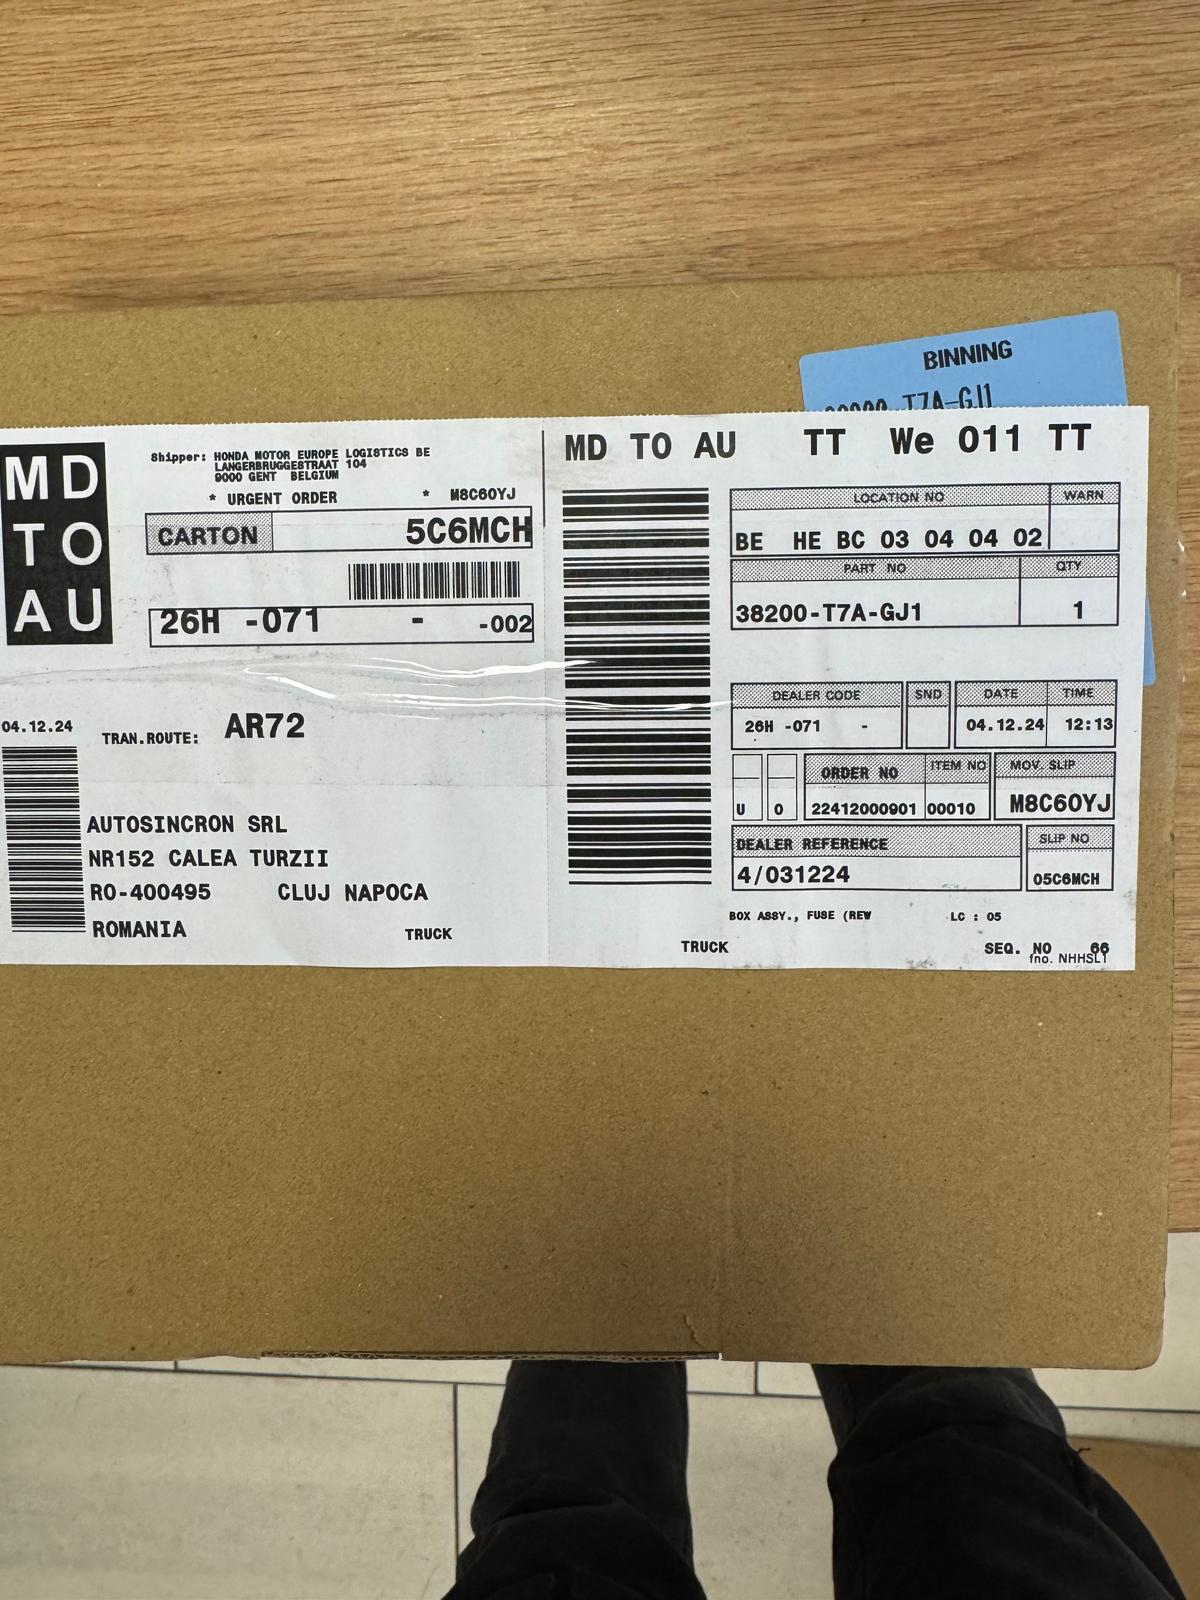 BINNING
T7A-GJ1
MD
TO
AU
Shipper: HONDA MOTOR EUROPE LOGISTICS BE
LANGERBRUGGESTRAAT 104
9000 GENT BELGIUM
* URGENT ORDER * M8C60YJ
CARTON 5C6MCH
26H -071 - -002
04.12.24
TRAN.ROUTE: AR72
AUTOSINCRON SRL
NR152 CALEA TURZII
RO-400495 CLUJ NAPOCA
ROMANIA
TRUCK
MD TO AU TT We 011 TT
LOCATION NO WARN
BE HE BC 03 04 04 02
PART NO QTY
38200-T7A-GJ1 1
DEALER CODE SND DATE TIME
26H -071 - 04.12.24 12:13
ORDER NO ITEM NO MOV. SLIP
U 0 22412000901 00010 M8C60YJ
DEALER REFERENCE SLIP NO
4/031224 05C6MCH
BOX ASSY., FUSE (REW LC : 05
TRUCK SEQ. NO 66
fno. NHHSL1